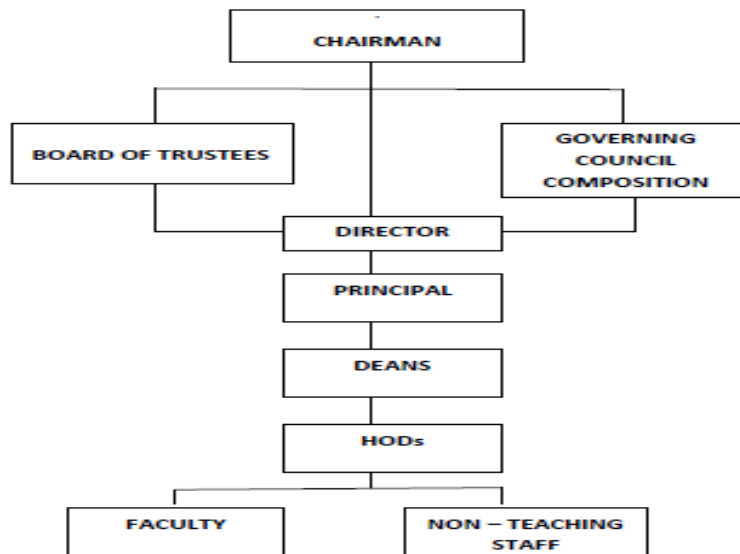 CHAIRMAN
BOARD OF TRUSTEES
GOVERNING
COUNCIL
COMPOSITION
DIRECTOR
PRINCIPAL
DEANS
HODs
FACULTY
NON – TEACHING
STAFF